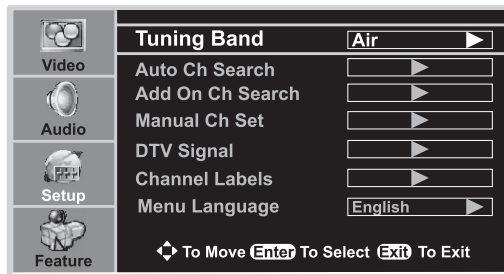 Video
Audio
Setup
Feature
Tuning Band Air
Auto Ch Search
Add On Ch Search
Manual Ch Set
DTV Signal
Channel Labels
Menu Language English
To Move Enter To Select Exit To Exit